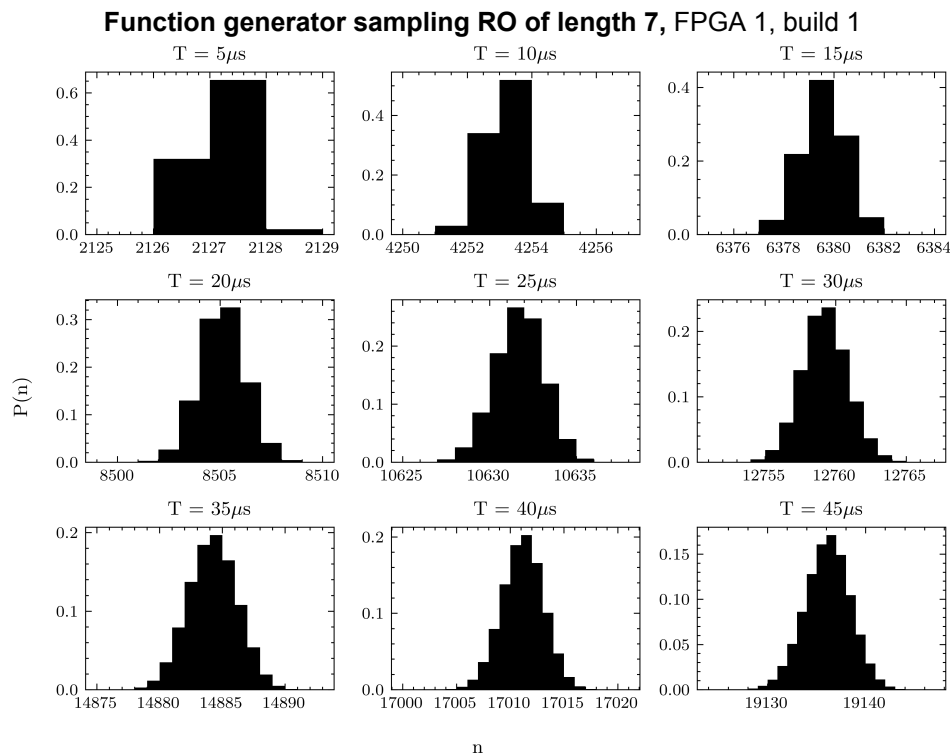 Function generator sampling RO of length 7, FPGA 1, build 1
T = 5μs
T = 10μs
T = 15μs
0.6
0.4
0.2
0.0
2125 2126 2127 2128 2129
0.4
0.2
0.0
4250 4252 4254 4256
0.4
0.2
0.0
6376 6378 6380 6382 6384
T = 20μs
T = 25μs
T = 30μs
P(n)
0.3
0.2
0.1
0.0
8500 8505 8510
0.2
0.1
0.0
10625 10630 10635
0.2
0.1
0.0
12755 12760 12765
T = 35μs
T = 40μs
T = 45μs
0.2
0.1
0.0
14875 14880 14885 14890
0.2
0.1
0.0
17000 17005 17010 17015 17020
0.15
0.10
0.05
0.00
19130 19140
n